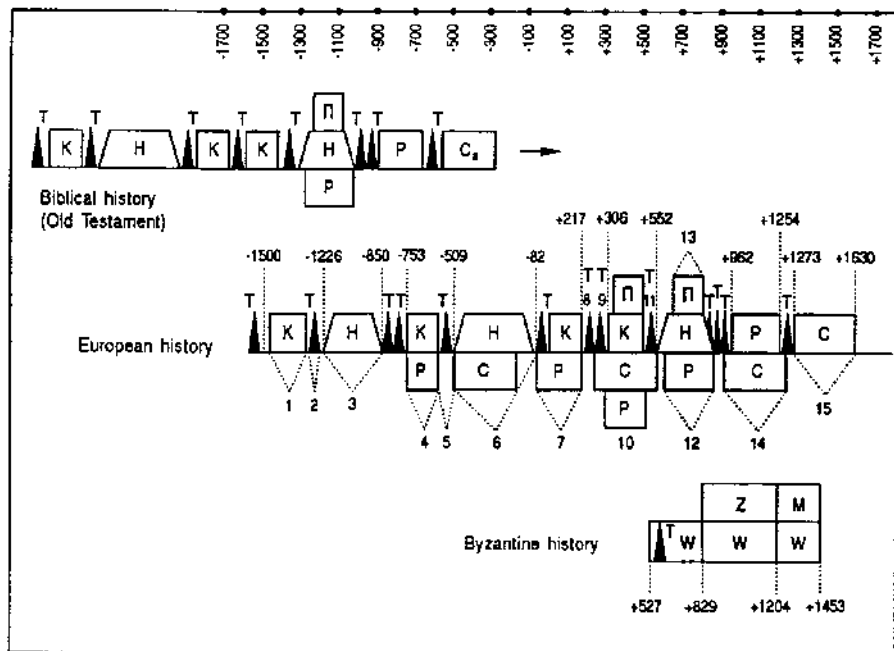 -1700 -1500 -1300 -1100 -900 -700 -500 -300 -100 +100 +300 +500 +700 +900 +1100 +1300 +1500 +1700
П
T T T T T T T T
K H K K H P Cₐ
P
Biblical history
(Old Testament)
+217 +306 +552 +1254
-1500 -1226 -850 -753 -509 -82 13 +962 +1273 +1630
T T T T
П П
T T T T T T 8 9 11 T T T T
K H K H K K H P C
European history
P C P C P C
1 2 3 P 15
4 5 6 7 10 12 14
Z M
Byzantine history
T W W W
+527 +829 +1204 +1453